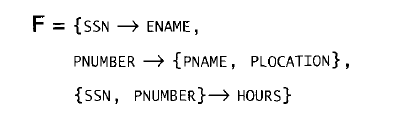 F = {SSN → ENAME,
PNUMBER → {PNAME, PLOCATION},
{SSN, PNUMBER}→ HOURS}